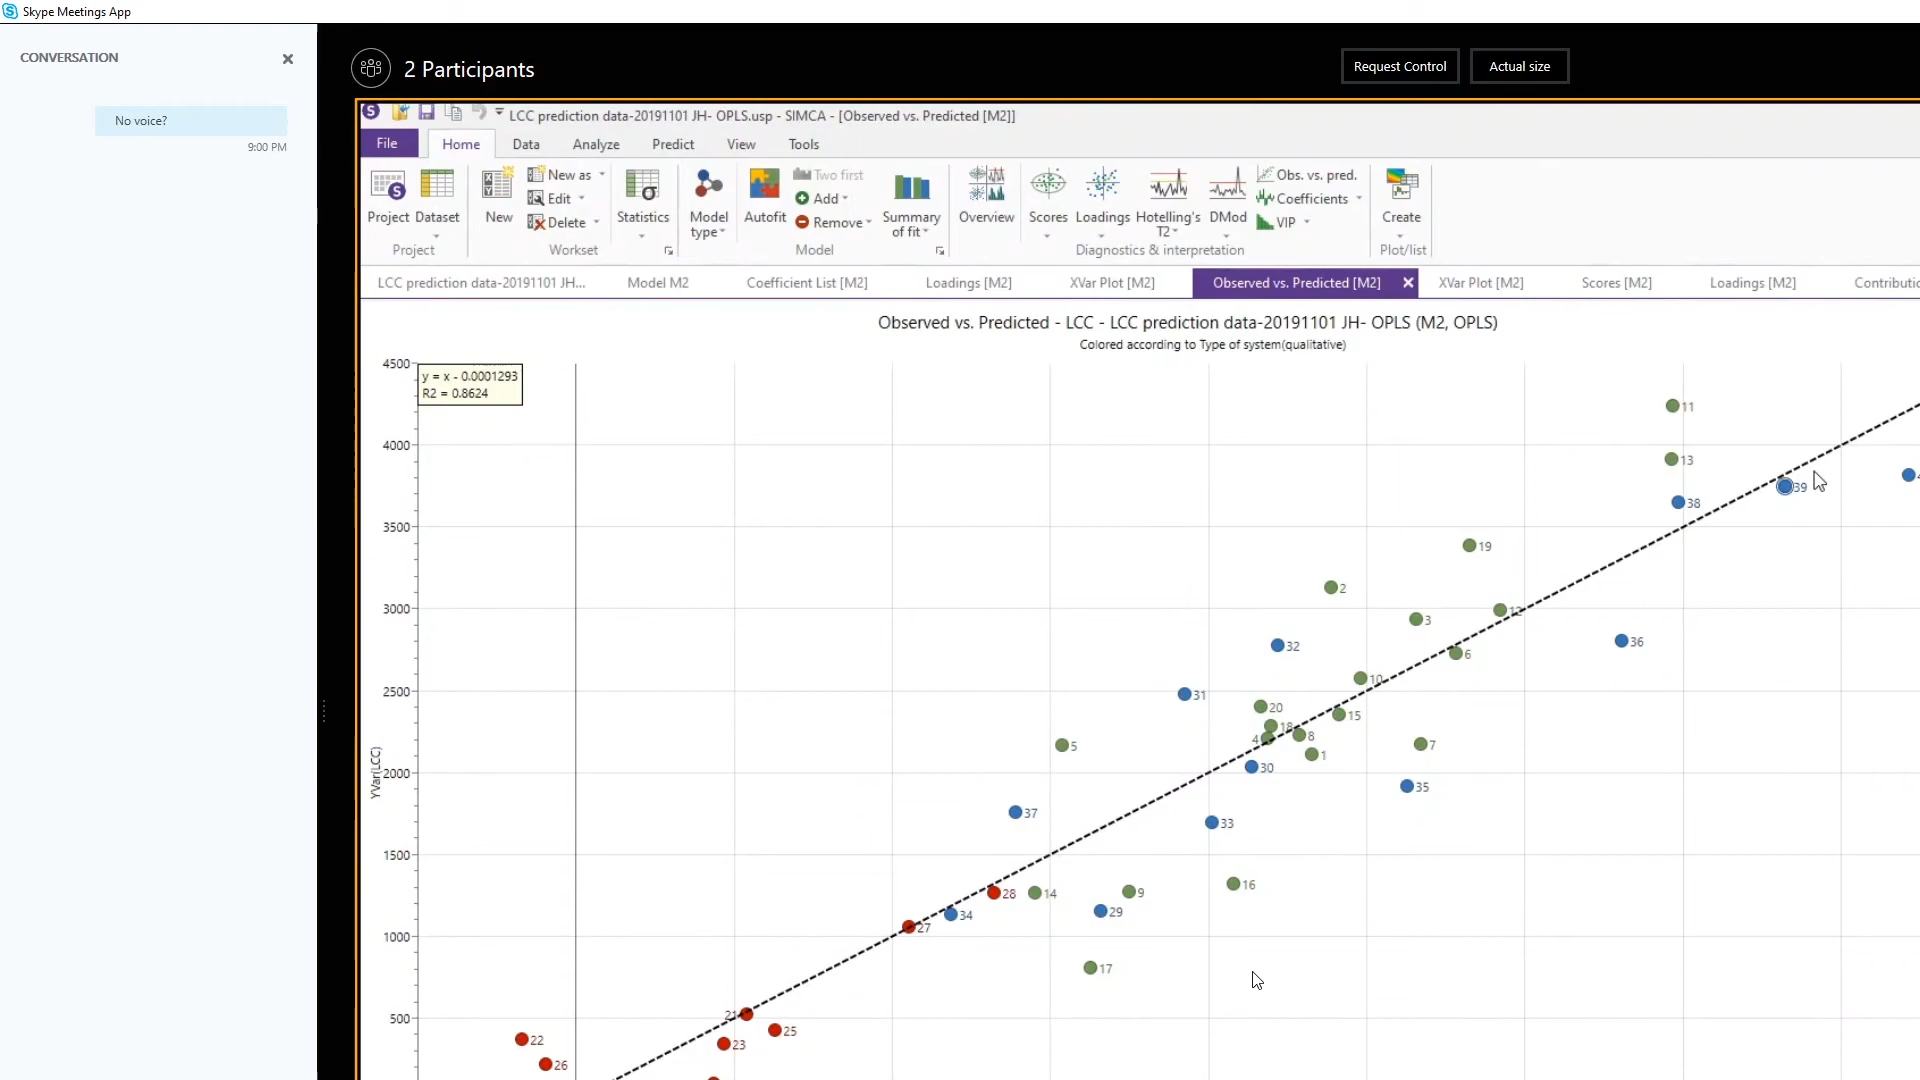 Skype Meetings App
CONVERSATION
No voice?
9:00 PM
2 Participants
Request Control
Actual size
LCC prediction data-20191101 JH- OPLS.usp - SIMCA - [Observed vs. Predicted [M2]]
File Home Data Analyze Predict View Tools
Project Dataset
Project
New
New as
Edit
Delete
Statistics
Workset
Model type
Autofit
Two first
Add
Remove
Summary of fit
Model
Overview
Scores
Loadings
Hotelling's T2
DMod
Obs. vs. pred.
Coefficients
VIP
Diagnostics & interpretation
Create
Plot/list
LCC prediction data-20191101 JH... Model M2 Coefficient List [M2] Loadings [M2] XVar Plot [M2] Observed vs. Predicted [M2] XVar Plot [M2] Scores [M2] Loadings [M2] Contributio
Observed vs. Predicted - LCC - LCC prediction data-20191101 JH- OPLS (M2, OPLS)
Colored according to Type of system(qualitative)
y = x - 0.0001293
R2 = 0.8624
YVar(LCC)
4500
4000
3500
3000
2500
2000
1500
1000
500
11
13
39
38
19
2
12
3
32
36
6
10
31
20
15
18
4
8
5
7
1
30
35
37
33
16
28
14
9
34
29
27
17
21
25
22
23
26